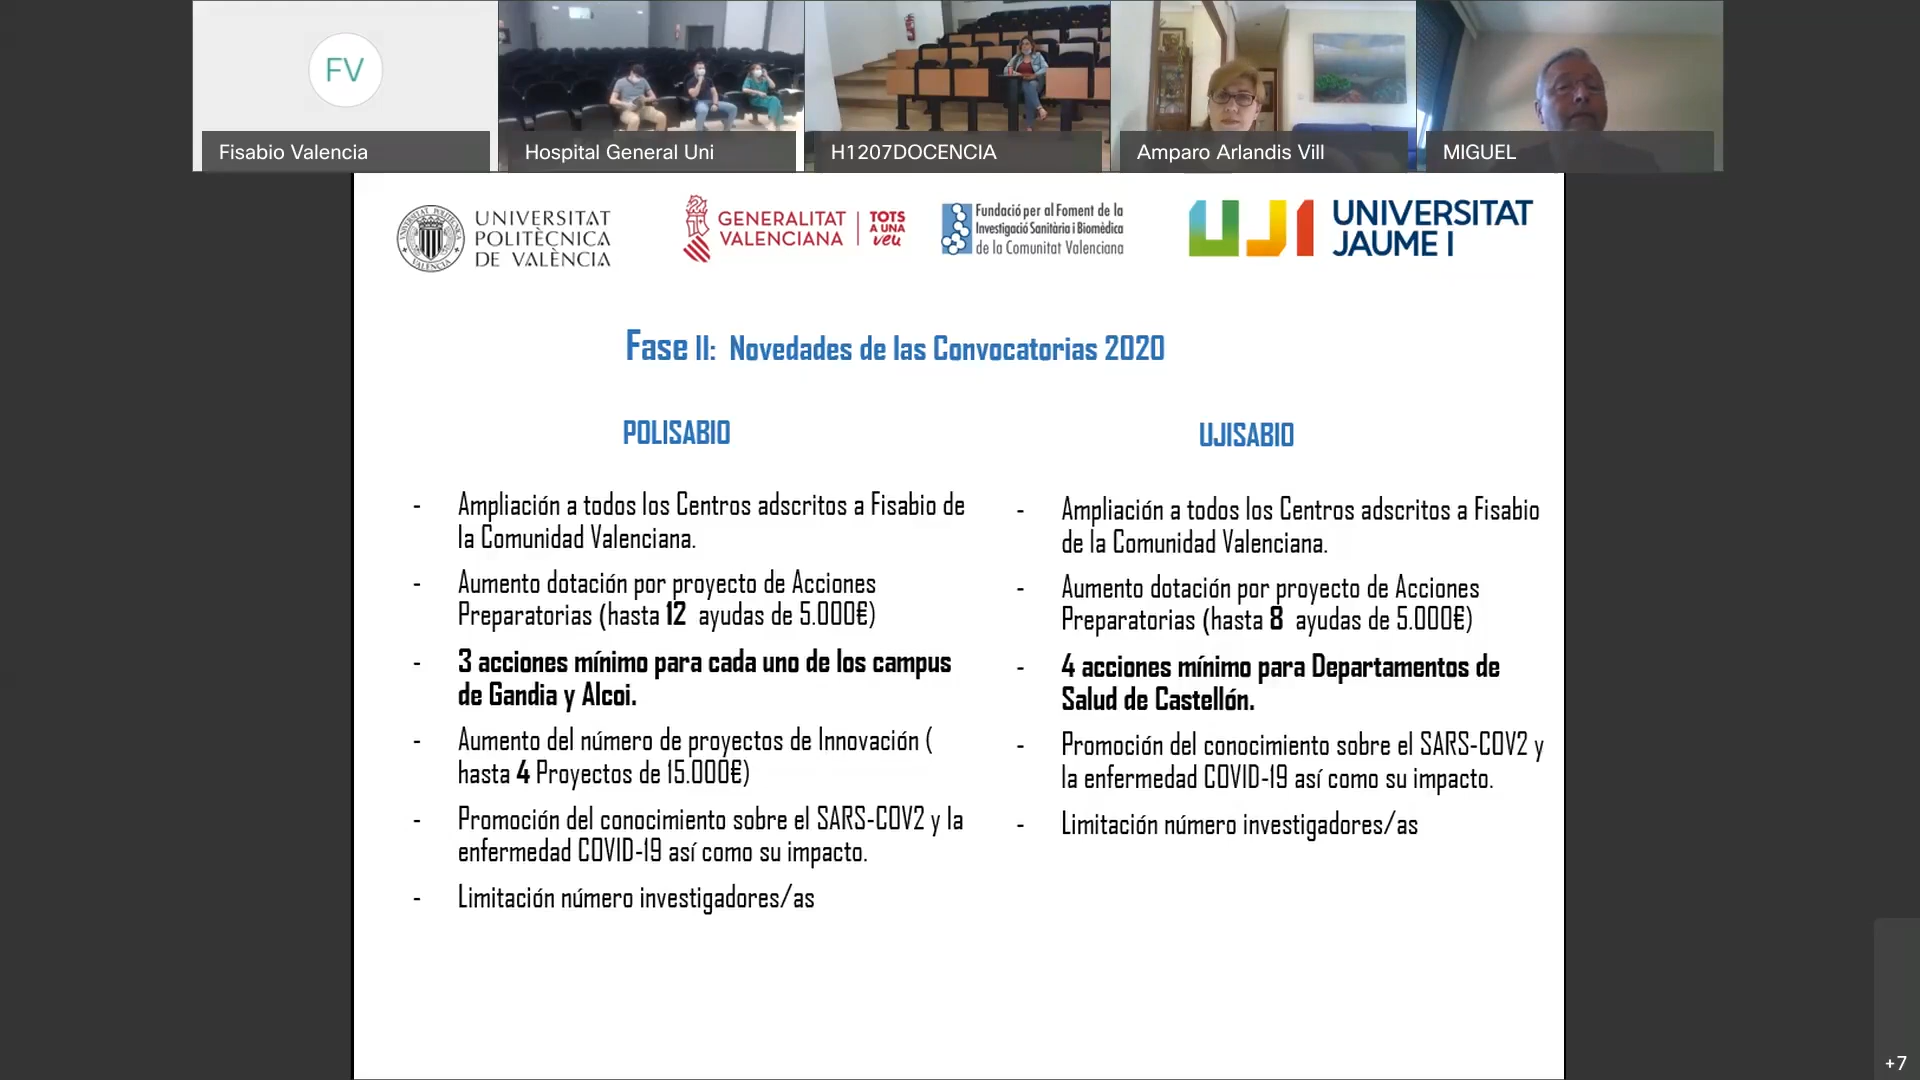 FV
Fisabio Valencia
Hospital General Uni
H1207DOCENCIA
Amparo Arlandis Vill
MIGUEL
UNIVERSITAT
POLITÈCNICA
DE VALÈNCIA
GENERALITAT
VALENCIANA
TOTS
A UNA
veu
Fundació per al Foment de la
Investigació Sanitària i Biomèdica
de la Comunitat Valenciana
UJI
UNIVERSITAT
JAUME I
Fase II: Novedades de las Convocatorias 2020
POLISABIO
- Ampliación a todos los Centros adscritos a Fisabio de
la Comunidad Valenciana.
- Aumento dotación por proyecto de Acciones
Preparatorias (hasta 12 ayudas de 5.000€)
- 3 acciones mínimo para cada uno de los campus
de Gandia y Alcoi.
- Aumento del número de proyectos de Innovación (
hasta 4 Proyectos de 15.000€)
- Promoción del conocimiento sobre el SARS-COV2 y la
enfermedad COVID-19 así como su impacto.
- Limitación número investigadores/as
UJISABIO
- Ampliación a todos los Centros adscritos a Fisabio
de la Comunidad Valenciana.
- Aumento dotación por proyecto de Acciones
Preparatorias (hasta 8 ayudas de 5.000€)
- 4 acciones mínimo para Departamentos de
Salud de Castellón.
- Promoción del conocimiento sobre el SARS-COV2 y
la enfermedad COVID-19 así como su impacto.
- Limitación número investigadores/as
+7